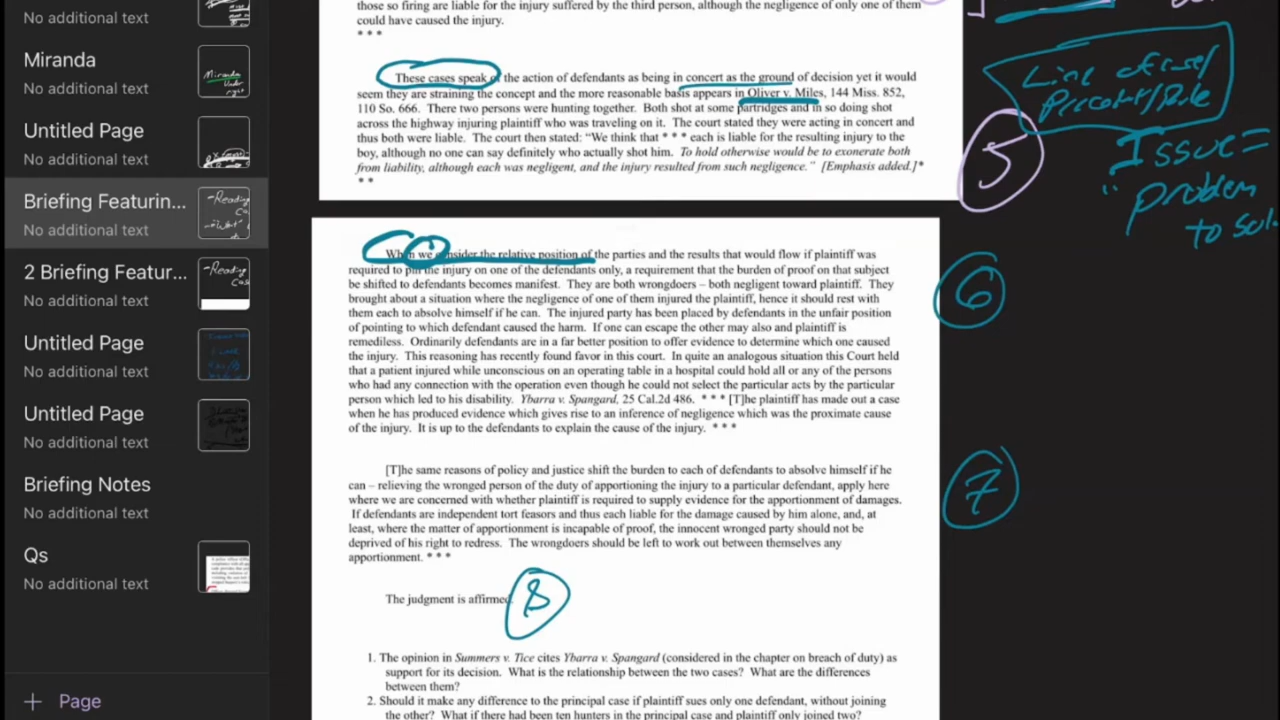 No additional text
Miranda
No additional text
Untitled Page
No additional text
Briefing Featurin...
No additional text
2 Briefing Featur...
No additional text
Untitled Page
No additional text
Untitled Page
No additional text
Briefing Notes
No additional text
Qs
No additional text
+ Page
those so firing are liable for the injury suffered by the third person, although the negligence of only one of them
could have caused the injury.
* * *
These cases speak of the action of defendants as being in concert as the ground of decision yet it would
seem they are straining the concept and the more reasonable basis appears in Oliver v. Miles, 144 Miss. 852,
110 So. 666. There two persons were hunting together. Both shot at some partridges and in so doing shot
across the highway injuring plaintiff who was traveling on it. The court stated they were acting in concert and
thus both were liable. The court then stated: “We think that * * * each is liable for the resulting injury to the
boy, although no one can say definitely who actually shot him. To hold otherwise would be to exonerate both
from liability, although each was negligent, and the injury resulted from such negligence.” [Emphasis added.]*
* *
When we consider the relative position of the parties and the results that would flow if plaintiff was
required to pin the injury on one of the defendants only, a requirement that the burden of proof on that subject
be shifted to defendants becomes manifest. They are both wrongdoers – both negligent toward plaintiff. They
brought about a situation where the negligence of one of them injured the plaintiff, hence it should rest with
them each to absolve himself if he can. The injured party has been placed by defendants in the unfair position
of pointing to which defendant caused the harm. If one can escape the other may also and plaintiff is
remediless. Ordinarily defendants are in a far better position to offer evidence to determine which one caused
the injury. This reasoning has recently found favor in this court. In quite an analogous situation this Court held
that a patient injured while unconscious on an operating table in a hospital could hold all or any of the persons
who had any connection with the operation even though he could not select the particular acts by the particular
person which led to his disability. Ybarra v. Spangard, 25 Cal.2d 486. * * * [T]he plaintiff has made out a case
when he has produced evidence which gives rise to an inference of negligence which was the proximate cause
of the injury. It is up to the defendants to explain the cause of the injury. * * *
[T]he same reasons of policy and justice shift the burden to each of defendants to absolve himself if he
can – relieving the wronged person of the duty of apportioning the injury to a particular defendant, apply here
where we are concerned with whether plaintiff is required to supply evidence for the apportionment of damages.
If defendants are independent tort feasors and thus each liable for the damage caused by him alone, and, at
least, where the matter of apportionment is incapable of proof, the innocent wronged party should not be
deprived of his right to redress. The wrongdoers should be left to work out between themselves any
apportionment. * * *
The judgment is affirmed.
8
1. The opinion in Summers v. Tice cites Ybarra v. Spangard (considered in the chapter on breach of duty) as
support for its decision. What is the relationship between the two cases? What are the differences
between them?
2. Should it make any difference to the principal case if plaintiff sues only one defendant, without joining
the other? What if there had been ten hunters in the principal case and plaintiff only joined two?
Line of
Precedent/Rule
5
Issue =
" problem
to sol
6
7